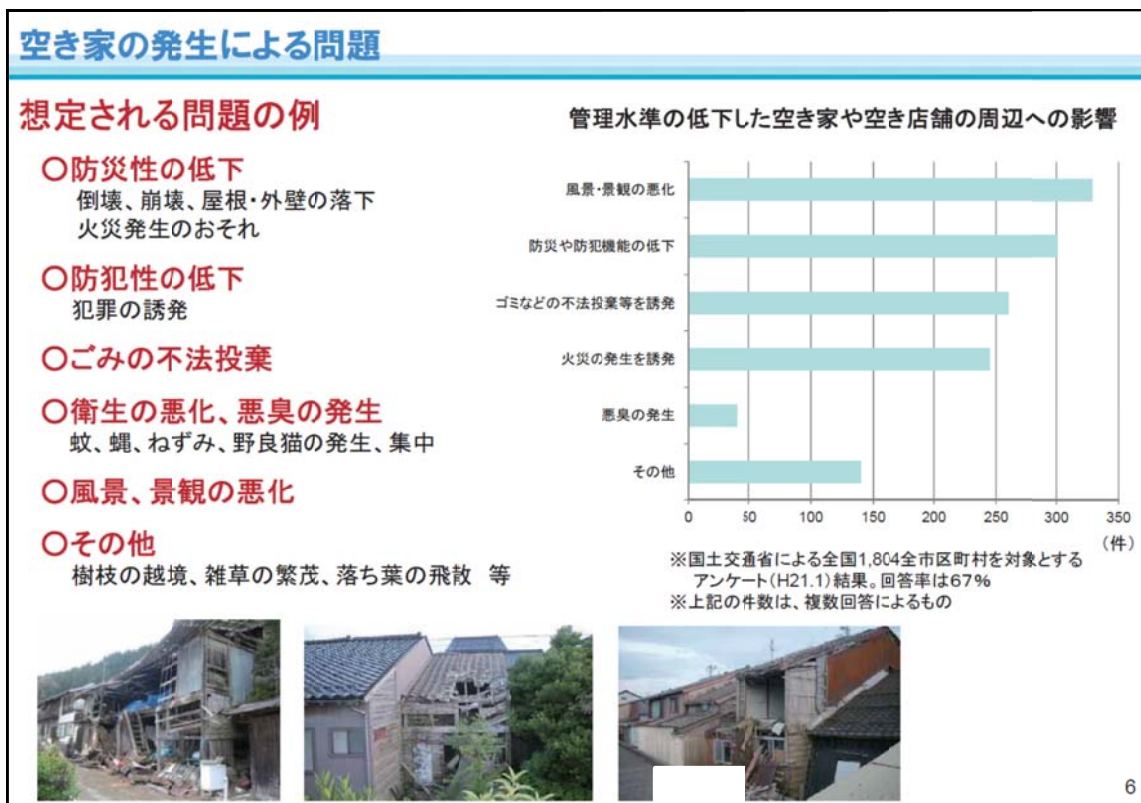 空き家の発生による問題
想定される問題の例
〇防災性の低下
倒壊、崩壊、屋根・外壁の落下
火災発生のおそれ
〇防犯性の低下
犯罪の誘発
〇ごみの不法投棄
〇衛生の悪化、悪臭の発生
蚊、蝿、ねずみ、野良猫の発生、集中
〇風景、景観の悪化
〇その他
樹枝の越境、雑草の繁茂、落ち葉の飛散 等
管理水準の低下した空き家や空き店舗の周辺への影響
風景・景観の悪化
防災や防犯機能の低下
ゴミなどの不法投棄等を誘発
火災の発生を誘発
悪臭の発生
その他
0 50 100 150 200 250 300 350
（件）
※国土交通省による全国1,804全市区町村を対象とする
アンケート（H21.1）結果。回答率は67%
※上記の件数は、複数回答によるもの
6